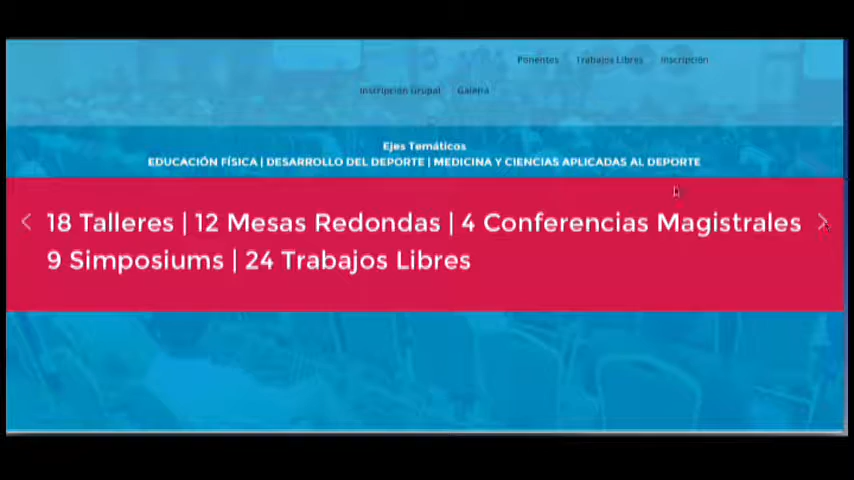 Ponentes Trabajos Libres Inscripción
Inscripción Grupal Galeria
Ejes Temáticos
EDUCACIÓN FÍSICA | DESARROLLO DEL DEPORTE | MEDICINA Y CIENCIAS APLICADAS AL DEPORTE
18 Talleres | 12 Mesas Redondas | 4 Conferencias Magistrales
9 Simposiums | 24 Trabajos Libres